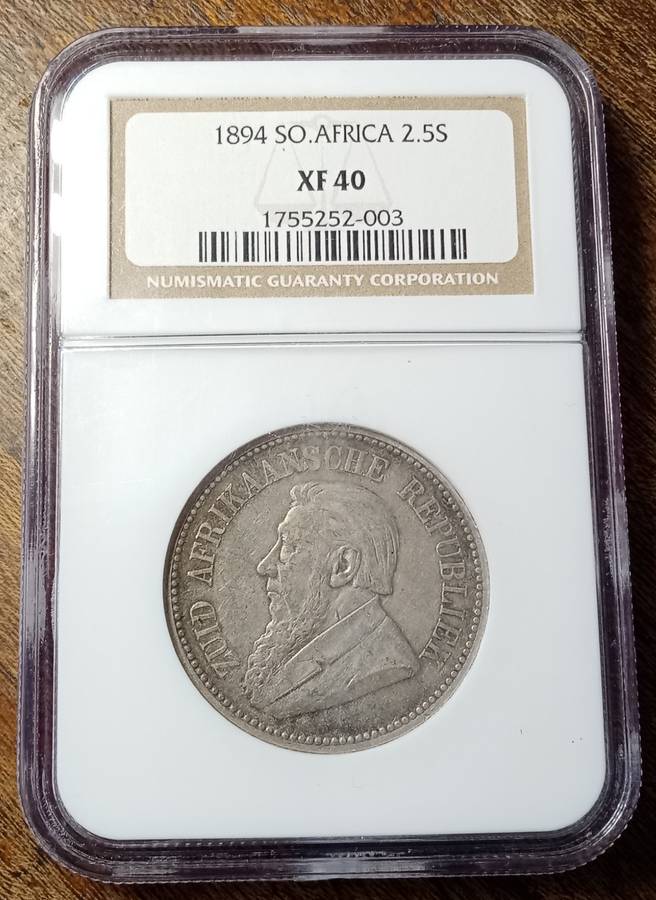 1894 SO.AFRICA 2.5S
XF 40
1755252-003
NUMISMATIC GUARANTY CORPORATION
ZUID AFRIKAANSCHE REPUBLIEK